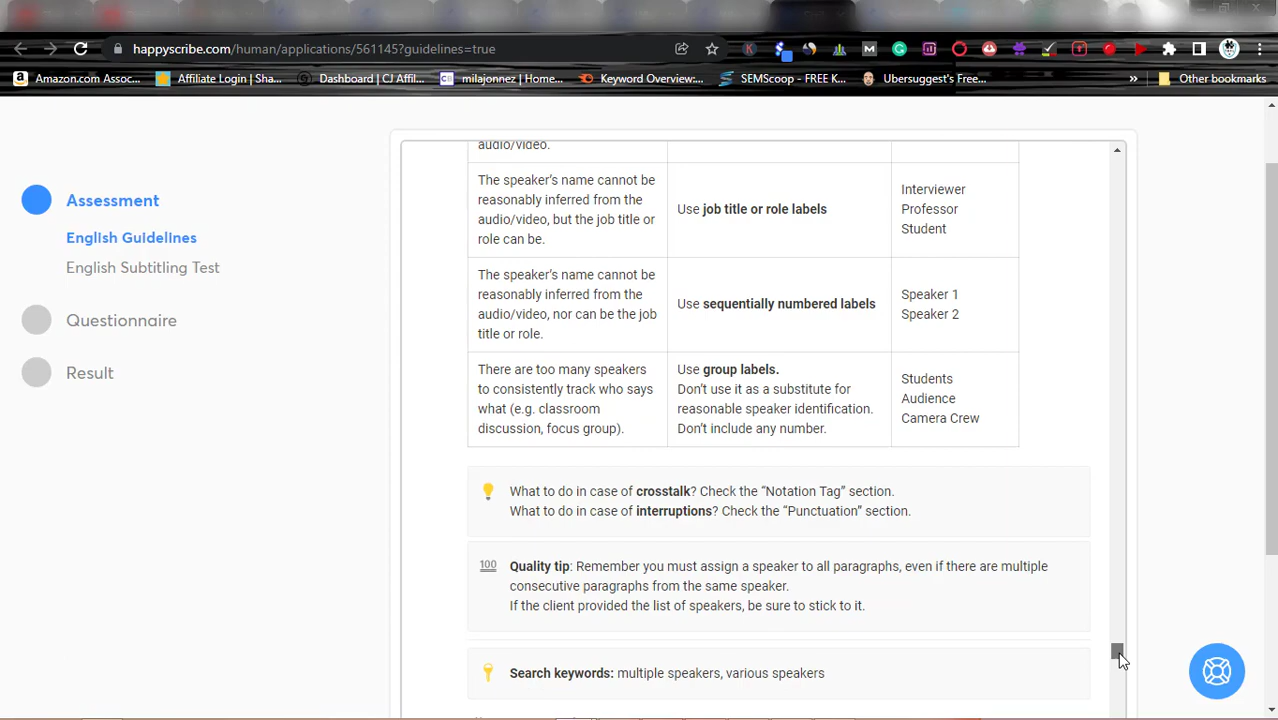 happyscribe.com/human/applications/561145?guidelines=true
Amazon.com Assoc...
Affiliate Login | Sha...
Dashboard | CJ Affil...
milajonnez | Home...
Keyword Overview:...
SEMScoop - FREE K...
Ubersuggest's Free...
»
Other bookmarks
Assessment
English Guidelines
English Subtitling Test
Questionnaire
Result
audio/video.
The speaker's name cannot be
reasonably inferred from the
audio/video, but the job title or
role can be.
Use job title or role labels
Interviewer
Professor
Student
The speaker's name cannot be
reasonably inferred from the
audio/video, nor can be the job
title or role.
Use sequentially numbered labels
Speaker 1
Speaker 2
There are too many speakers
to consistently track who says
what (e.g. classroom
discussion, focus group).
Use group labels.
Don't use it as a substitute for
reasonable speaker identification.
Don't include any number.
Students
Audience
Camera Crew
What to do in case of crosstalk? Check the “Notation Tag” section.
What to do in case of interruptions? Check the “Punctuation” section.
100
Quality tip: Remember you must assign a speaker to all paragraphs, even if there are multiple
consecutive paragraphs from the same speaker.
If the client provided the list of speakers, be sure to stick to it.
Search keywords: multiple speakers, various speakers